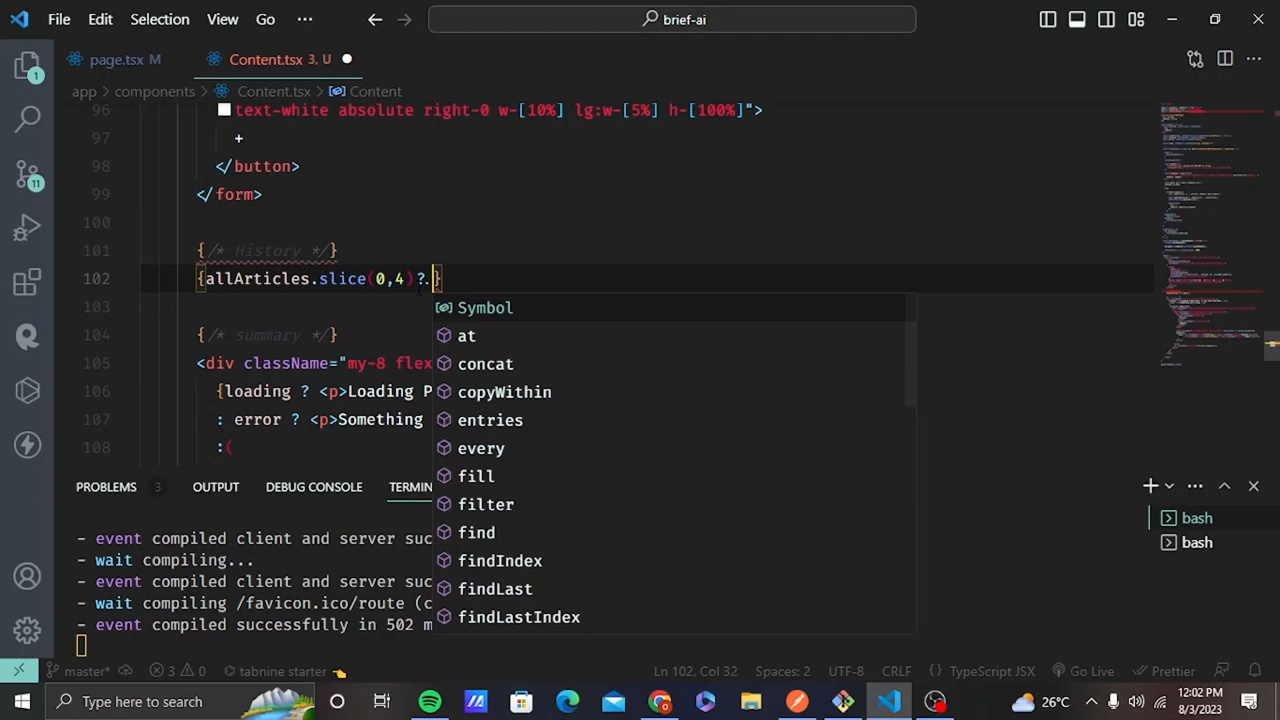 File Edit Selection View Go ··· brief-ai
page.tsx M Content.tsx 3, U
app > components > Content.tsx > Content
96 text-white absolute right-0 w-[10%] lg:w-[5%] h-[100%]">
97 +
98 </button>
99 </form>
100
101 {/* History */}
102 {allArticles.slice(0,4)?.}
103
104 {/* summary */}
105 <div className="my-8 flex
106 {loading ? <p>Loading P
107 : error ? <p>Something
108 :(
Symbol
at
concat
copyWithin
entries
every
fill
filter
find
findIndex
findLast
findLastIndex
1
11
PROBLEMS 3 OUTPUT DEBUG CONSOLE TERMIN
- event compiled client and server suc
- wait compiling...
- event compiled client and server suc
- wait compiling /favicon.ico/route (c
- event compiled successfully in 502 m
bash
bash
master* 3 0 tabnine starter Ln 102, Col 32 Spaces: 2 UTF-8 CRLF TypeScript JSX Go Live Prettier
Type here to search 26°C 12:02 PM
8/3/2023